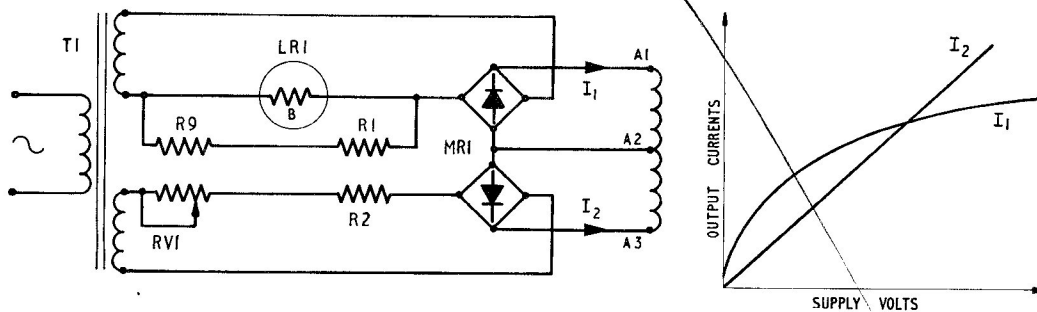 T1
LR1
B
R9
R1
MR1
RV1
R2
A1
I1
A2
I2
A3
OUTPUT CURRENTS
I2
I1
SUPPLY VOLTS